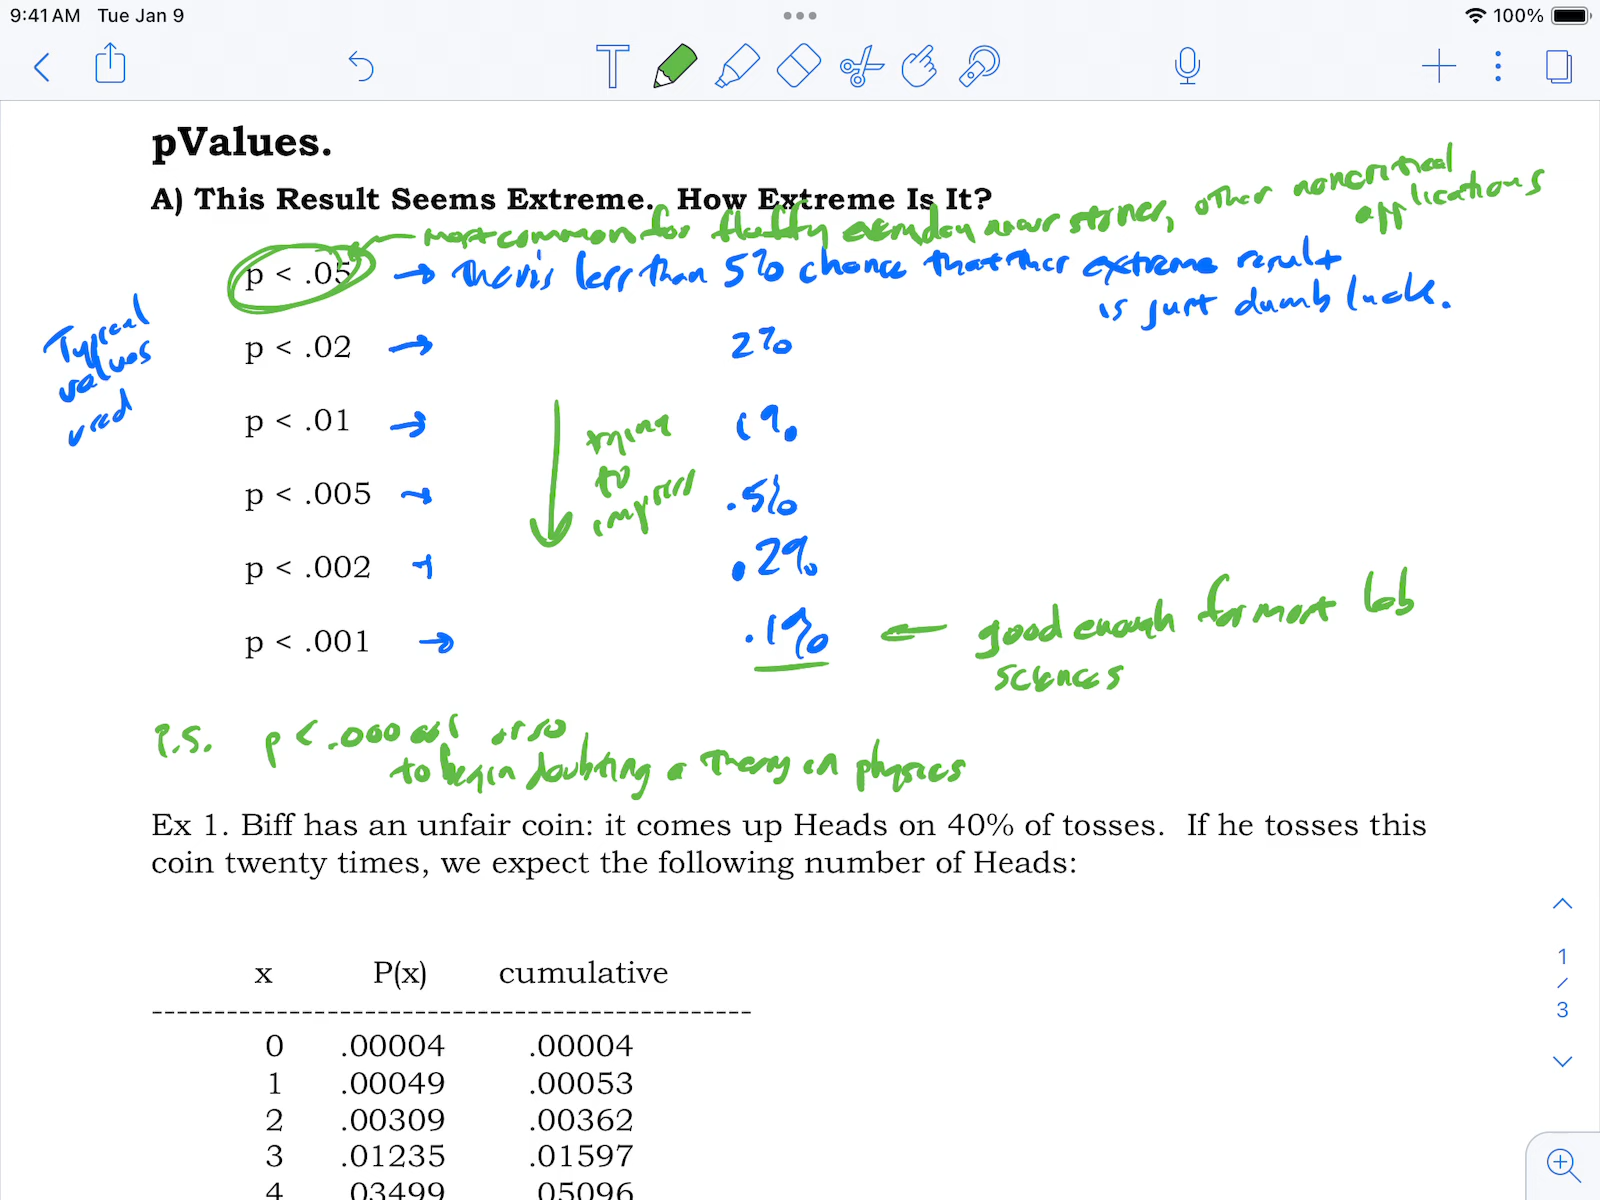 9:41 AM Tue Jan 9
100%
pValues.
A) This Result Seems Extreme. How Extreme Is It?
most common for fluffy news stories, other noncritical
applications
p < .05 → there is less than 5% chance that this extreme result
is just dumb luck.
Typical
values
used
p < .02 → 2%
p < .01 → 1%
trying
to
impress
p < .005 → .5%
p < .002 → .2%
p < .001 → .1% ← good enough for most lab
sciences
P.S. p < or so
to begin doubting a theory in physics
Ex 1. Biff has an unfair coin: it comes up Heads on 40% of tosses. If he tosses this
coin twenty times, we expect the following number of Heads:
x P(x) cumulative
------------------------------------------------
0 .00004 .00004
1 .00049 .00053
2 .00309 .00362
3 .01235 .01597
4 .03499 .05096
1
/
3